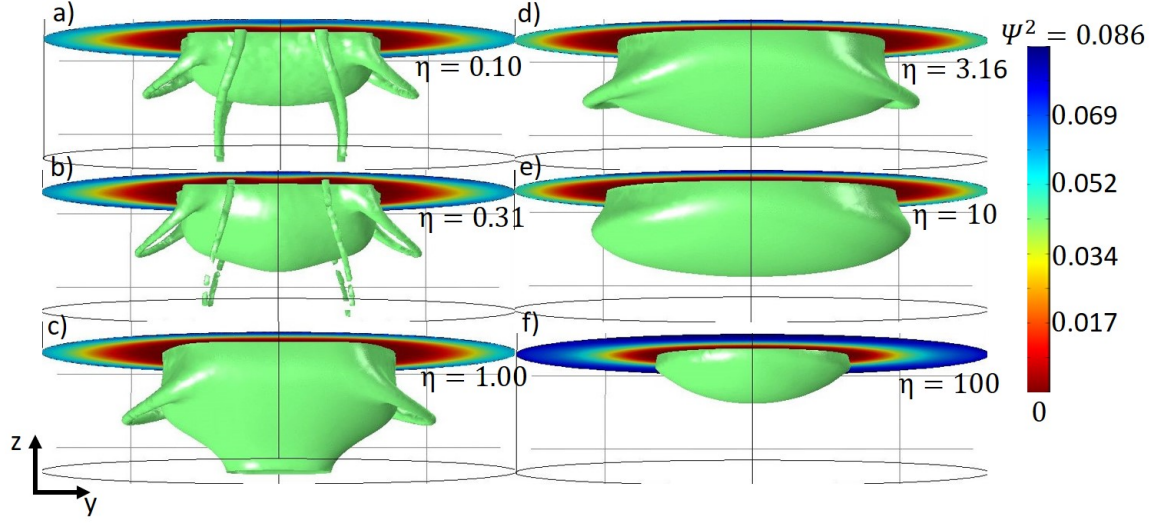 a)
η = 0.10
b)
η = 0.31
c)
η = 1.00
d)
η = 3.16
e)
η = 10
f)
η = 100
Ψ² = 0.086
0.069
0.052
0.034
0.017
0
z
y